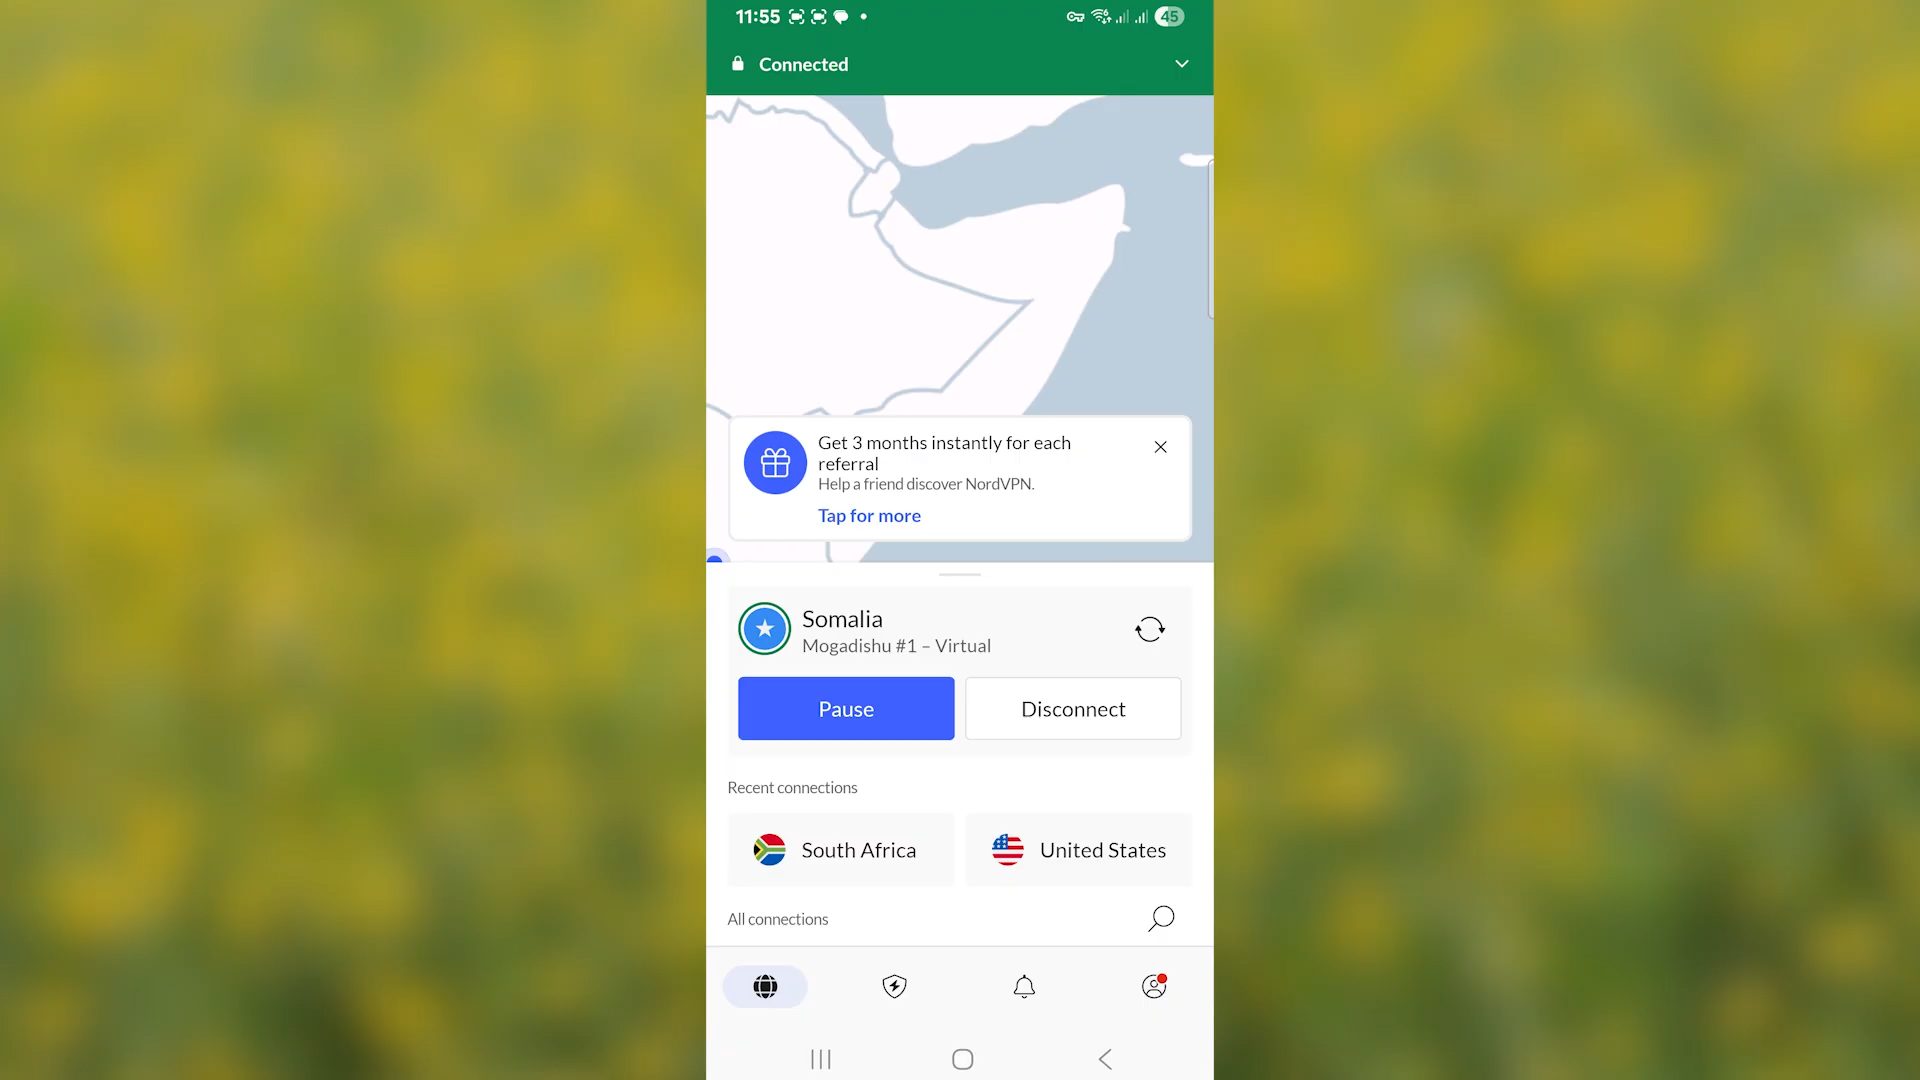 11:55
45
Connected
Get 3 months instantly for each
referral
Help a friend discover NordVPN.
Tap for more
Somalia
Mogadishu #1 – Virtual
Pause
Disconnect
Recent connections
South Africa
United States
All connections